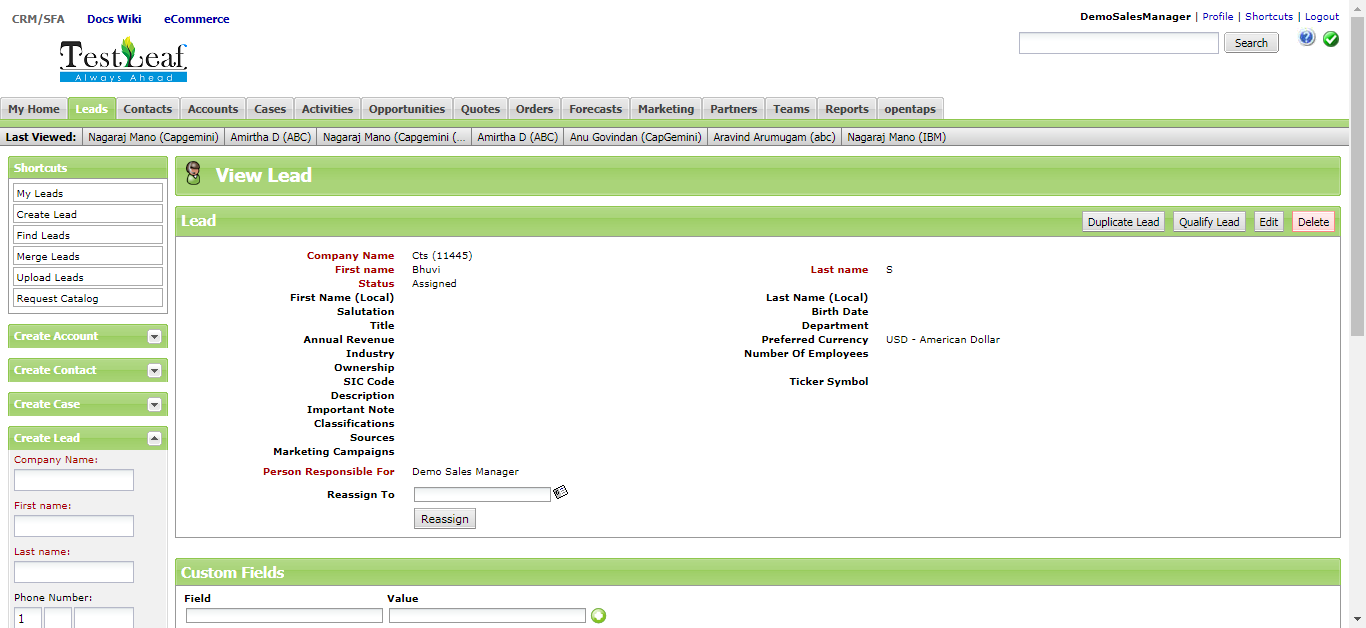 CRM/SFA Docs Wiki eCommerce
DemoSalesManager | Profile | Shortcuts | Logout
Search
TestLeaf
Always Ahead
My Home Leads Contacts Accounts Cases Activities Opportunities Quotes Orders Forecasts Marketing Partners Teams Reports opentaps
Last Viewed: Nagaraj Mano (Capgemini) Amirtha D (ABC) Nagaraj Mano (Capgemini (... Amirtha D (ABC) Anu Govindan (CapGemini) Aravind Arumugam (abc) Nagaraj Mano (IBM)
Shortcuts
My Leads
Create Lead
Find Leads
Merge Leads
Upload Leads
Request Catalog
Create Account
Create Contact
Create Case
Create Lead
Company Name:
First name:
Last name:
Phone Number:
1
View Lead
Lead
Duplicate Lead Qualify Lead Edit Delete
Company Name Cts (11445)
First name Bhuvi Last name S
Status Assigned
First Name (Local) Last Name (Local)
Salutation Birth Date
Title Department
Annual Revenue Preferred Currency USD - American Dollar
Industry Number Of Employees
Ownership
SIC Code Ticker Symbol
Description
Important Note
Classifications
Sources
Marketing Campaigns
Person Responsible For Demo Sales Manager
Reassign To
Reassign
Custom Fields
Field Value